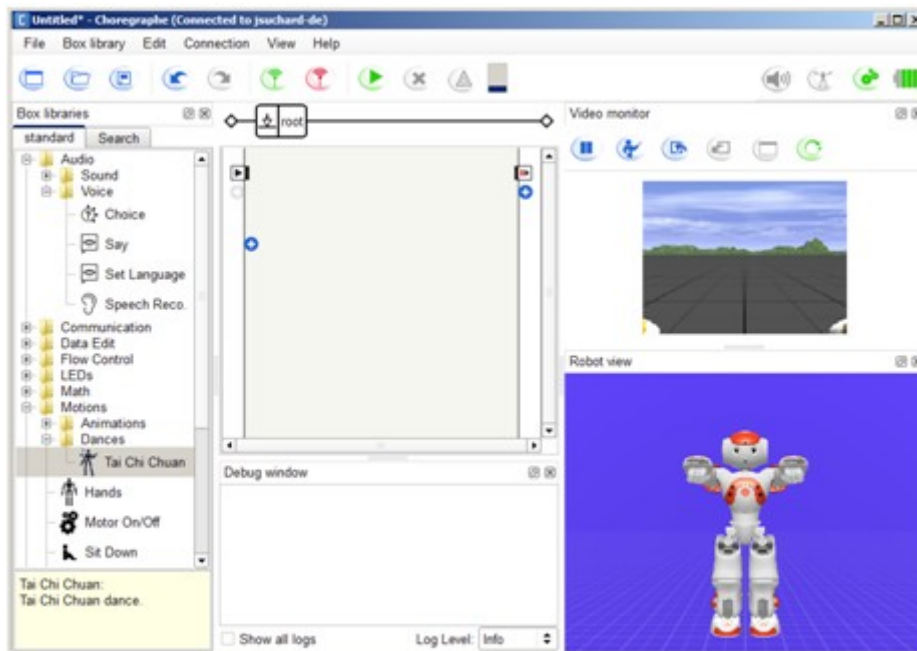 Untitled* - Choregraphe (Connected to jsuchard-de)
File Box library Edit Connection View Help
Box libraries
standard Search
Audio
Sound
Voice
Choice
Say
Set Language
Speech Reco.
Communication
Data Edit
Flow Control
LEDs
Math
Motions
Animations
Dances
Tai Chi Chuan
Hands
Motor On/Off
Sit Down
Tai Chi Chuan:
Tai Chi Chuan dance.
root
Debug window
Show all logs Log Level: Info
Video monitor
Robot view